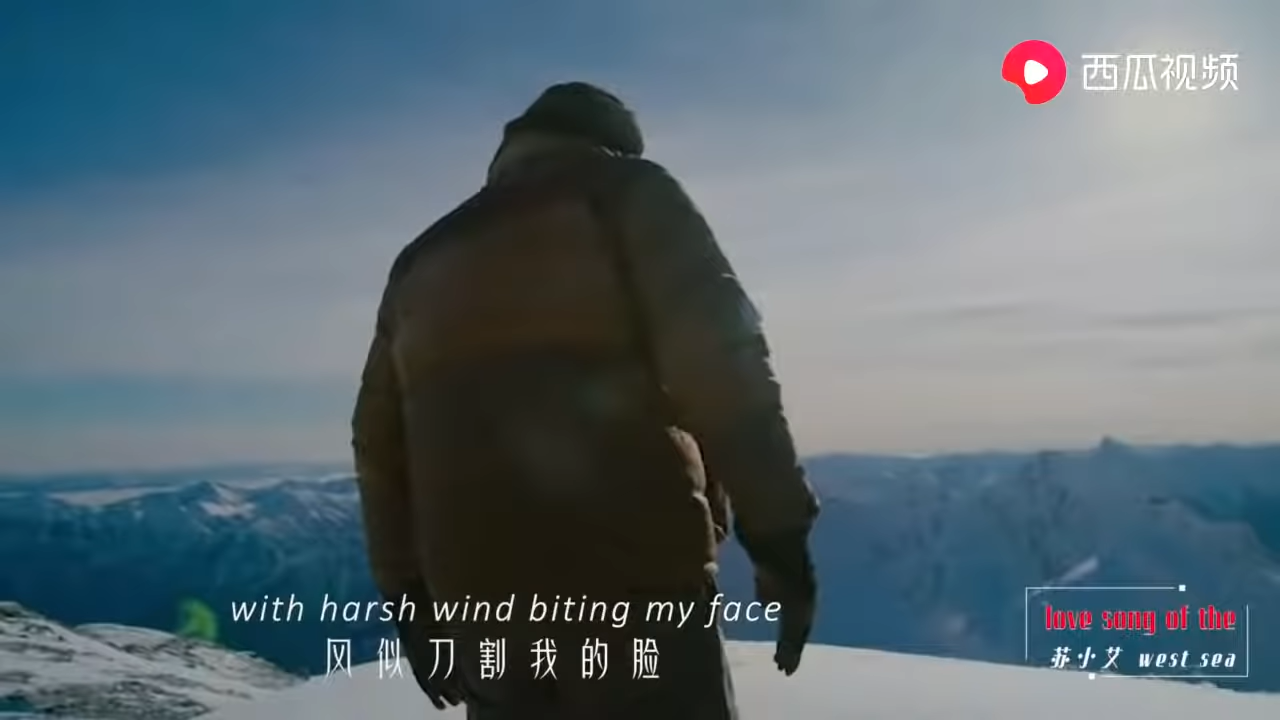 西瓜视频
with harsh wind biting my face
风似刀割我的脸
love song of the
苏小艾 west sea